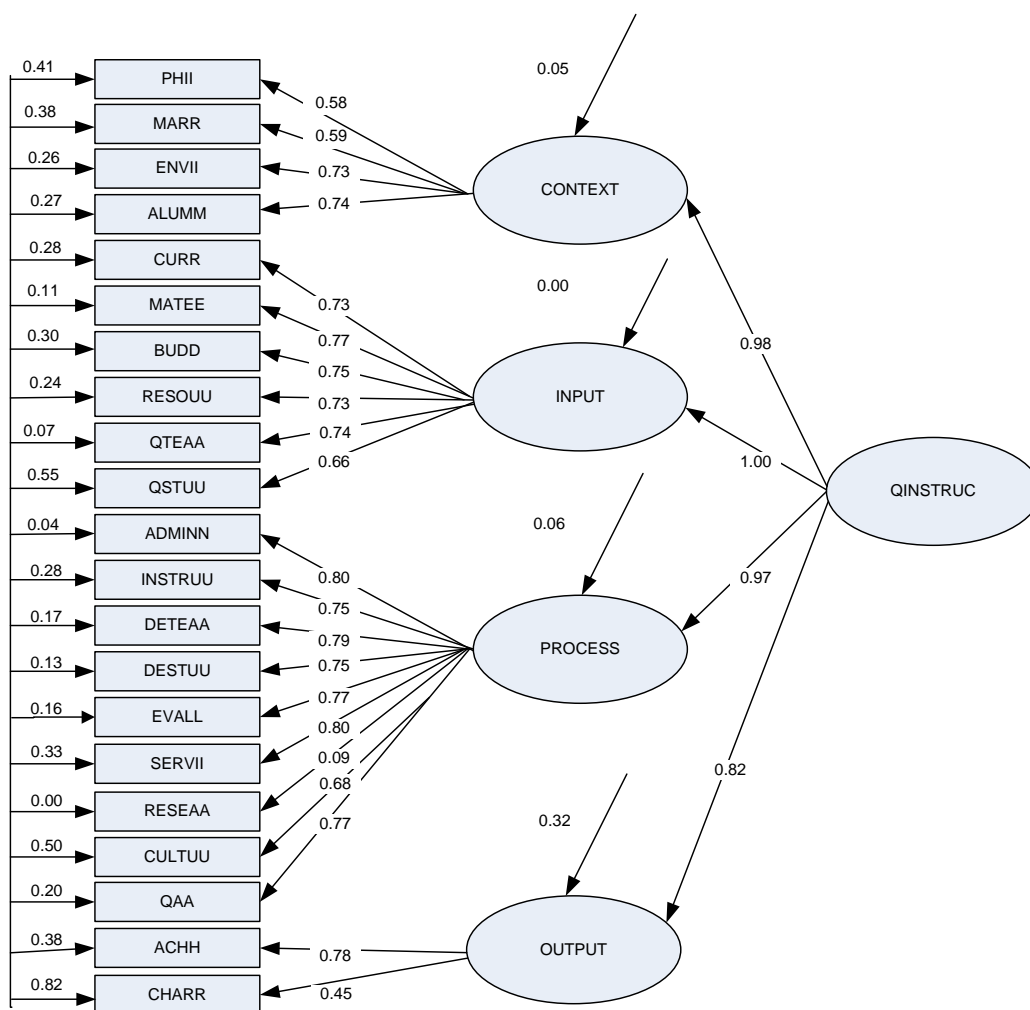 0.41
PHII
0.38
MARR
0.26
ENVII
0.27
ALUMM
0.28
CURR
0.11
MATEE
0.30
BUDD
0.24
RESOUU
0.07
QTEAA
0.55
QSTUU
0.04
ADMINN
0.28
INSTRUU
0.17
DETEAA
0.13
DESTUU
0.16
EVALL
0.33
SERVII
0.00
RESEAA
0.50
CULTUU
0.20
QAA
0.38
ACHH
0.82
CHARR
0.58
0.59
0.73
0.74
0.73
0.77
0.75
0.73
0.74
0.66
0.80
0.75
0.79
0.75
0.77
0.80
0.09
0.68
0.77
0.78
0.45
0.05
CONTEXT
0.00
INPUT
0.06
PROCESS
0.32
OUTPUT
0.98
1.00
0.97
0.82
QINSTRUC